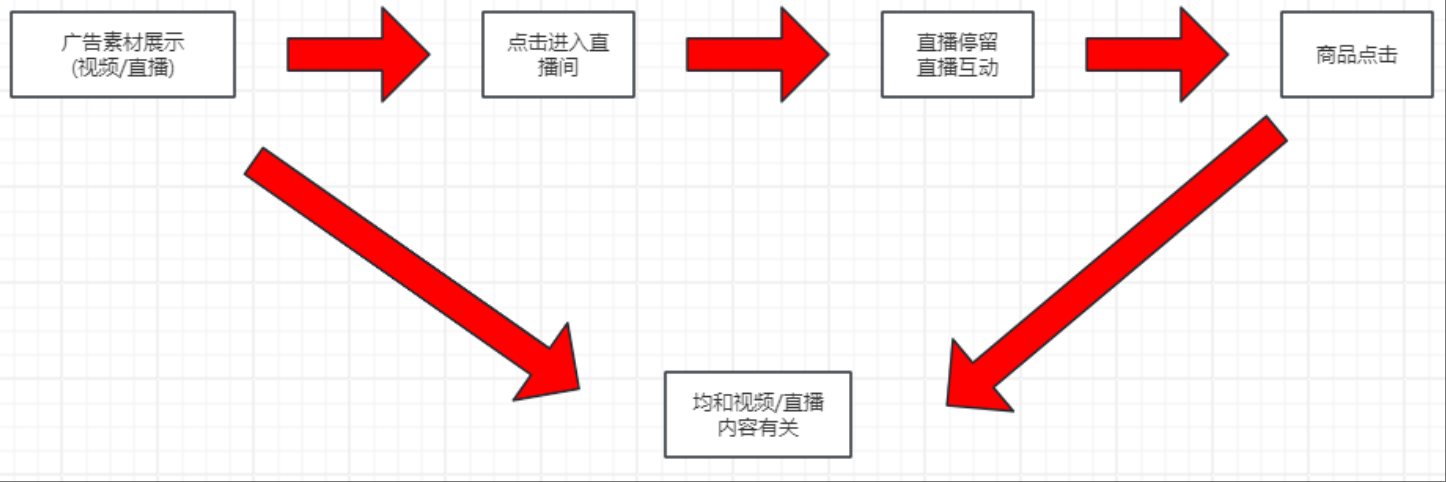 广告素材展示
(视频/直播)
点击进入直
播间
直播停留
直播互动
商品点击
均和视频/直播
内容有关